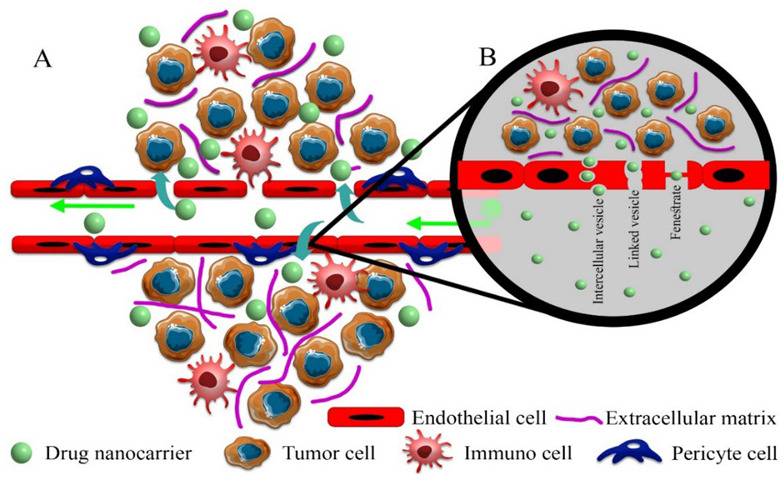 A
B
Intercellular vesicle
Linked vesicle
Fenestrate
Endothelial cell
Extracellular matrix
Drug nanocarrier
Tumor cell
Immuno cell
Pericyte cell